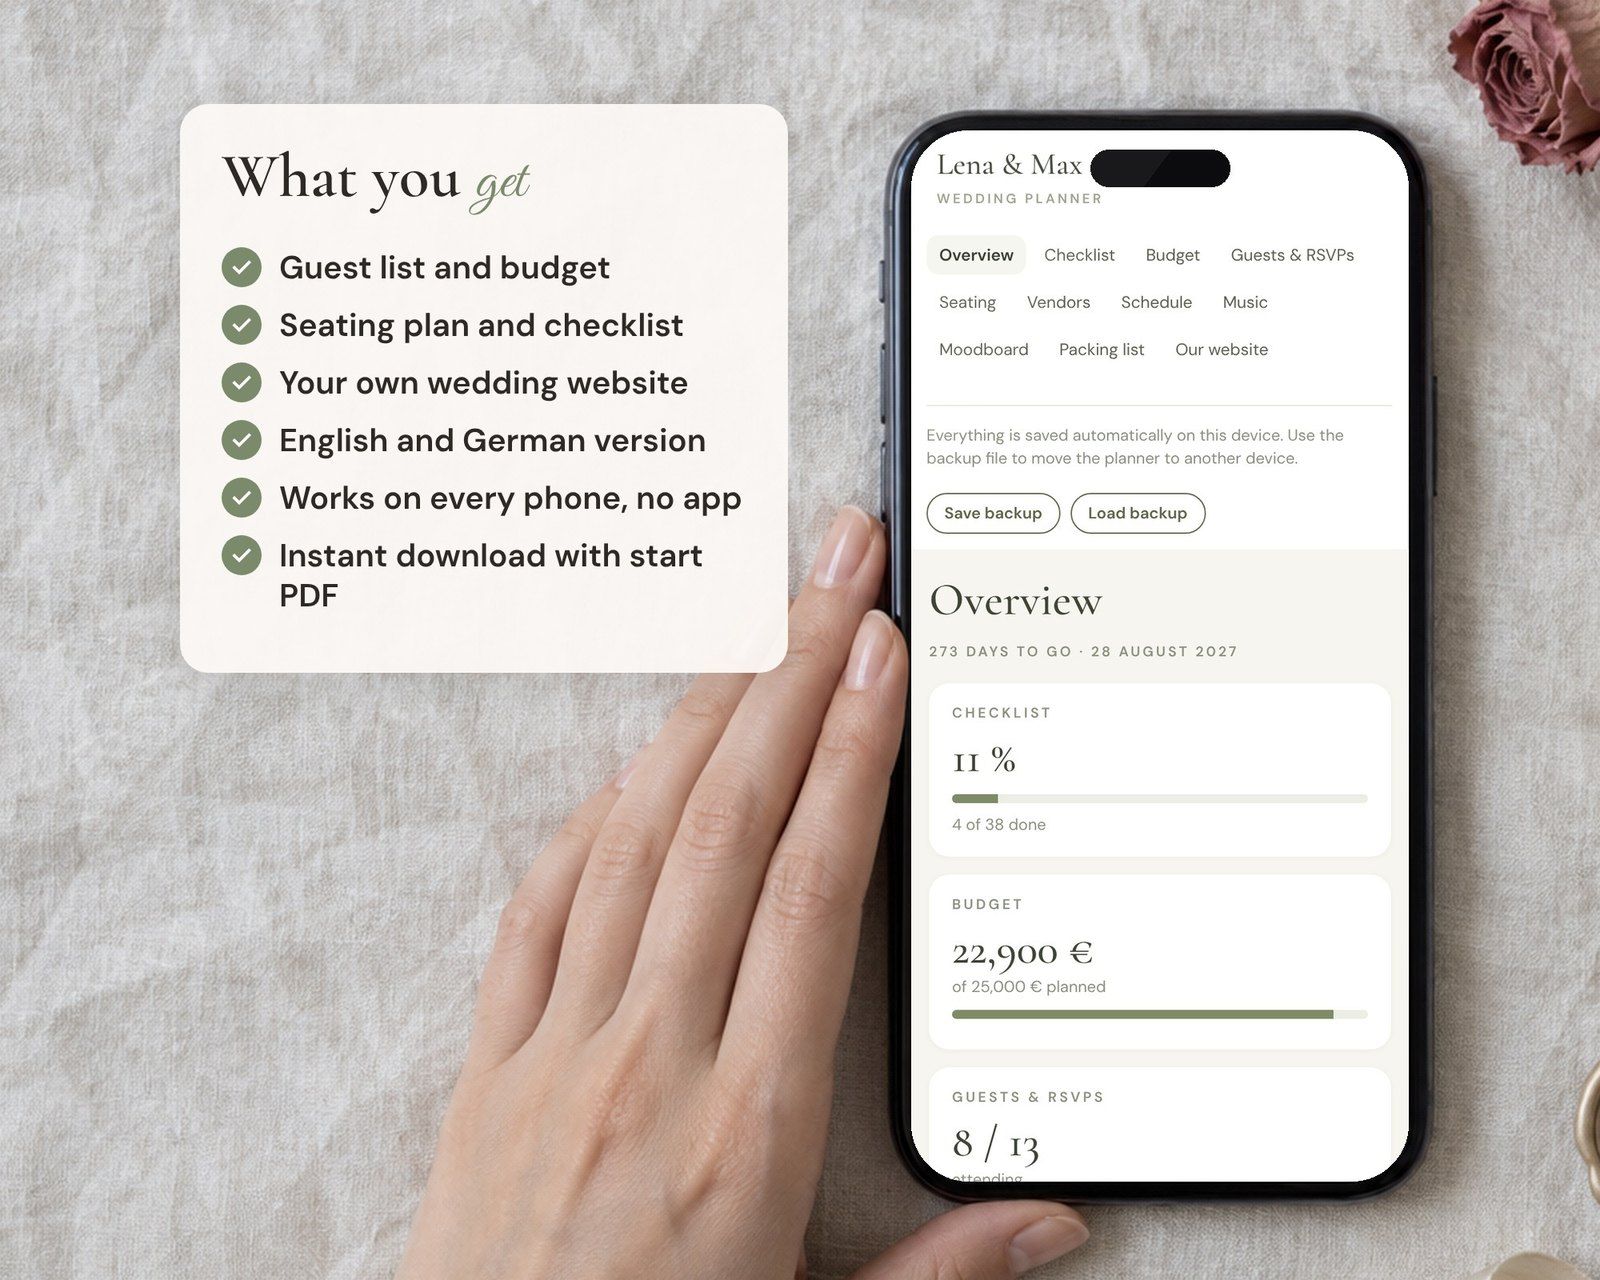 What you get
Guest list and budget
Seating plan and checklist
Your own wedding website
English and German version
Works on every phone, no app
Instant download with start
PDF
Lena & Max
WEDDING PLANNER
Overview Checklist Budget Guests & RSVPs
Seating Vendors Schedule Music
Moodboard Packing list Our website
Everything is saved automatically on this device. Use the
backup file to move the planner to another device.
Save backup Load backup
Overview
273 DAYS TO GO · 28 AUGUST 2027
CHECKLIST
11 %
4 of 38 done
BUDGET
22,900 €
of 25,000 € planned
GUESTS & RSVPS
8 / 13
attending